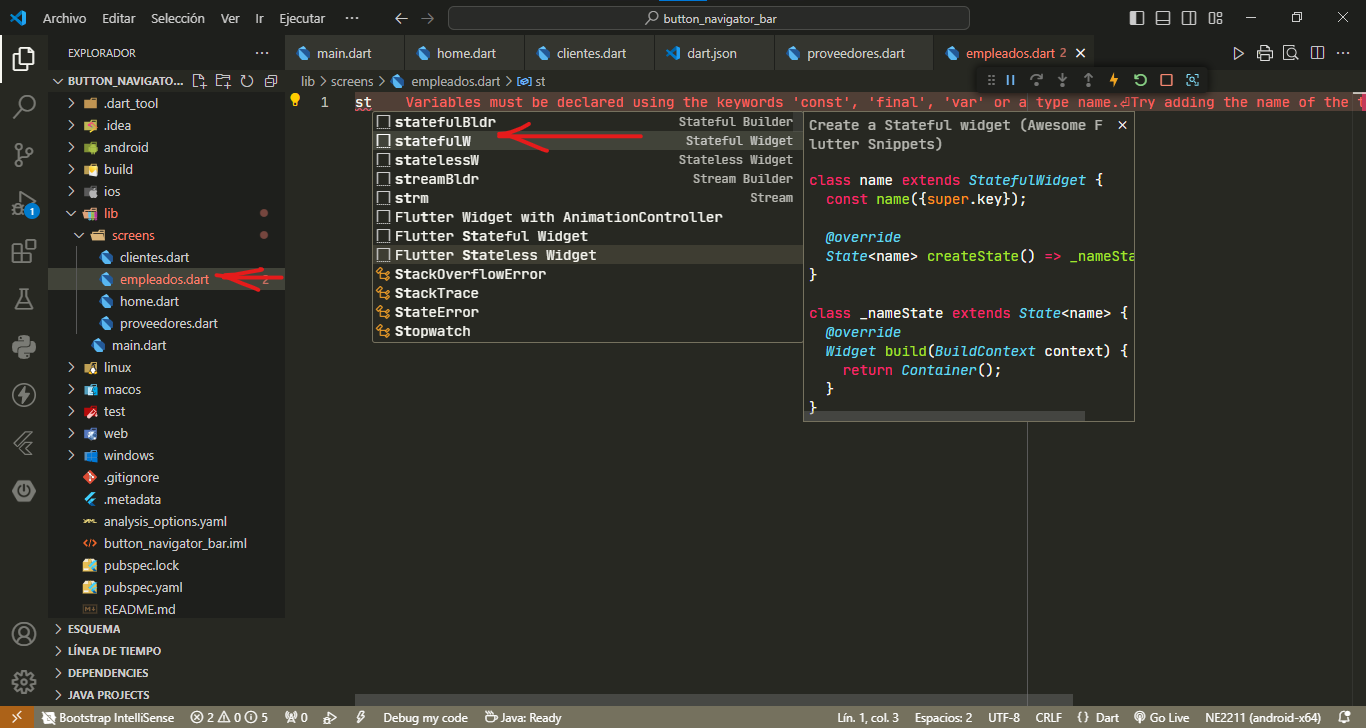 Archivo Editar Selección Ver Ir Ejecutar ··· button_navigator_bar
EXPLORADOR ···
BUTTON_NAVIGAT...
.dart_tool
.idea
android
build
ios
lib
screens
clientes.dart
empleados.dart 2
home.dart
proveedores.dart
main.dart
linux
macos
test
web
windows
.gitignore
.metadata
analysis_options.yaml
button_navigator_bar.iml
pubspec.lock
pubspec.yaml
README.md
ESQUEMA
LÍNEA DE TIEMPO
DEPENDENCIES
JAVA PROJECTS
1
main.dart home.dart clientes.dart dart.json proveedores.dart empleados.dart 2
lib > screens > empleados.dart > st
1 st Variables must be declared using the keywords 'const', 'final', 'var' or a type name.⏎Try adding the name of the t
statefulBldr Stateful Builder
statefulW Stateful Widget
statelessW Stateless Widget
streamBldr Stream Builder
strm Stream
Flutter Widget with AnimationController
Flutter Stateful Widget
Flutter Stateless Widget
StackOverflowError
StackTrace
StateError
Stopwatch
Create a Stateful widget (Awesome F
lutter Snippets)
class name extends StatefulWidget {
const name({super.key});
@override
State<name> createState() => _nameSta
}
class _nameState extends State<name> {
@override
Widget build(BuildContext context) {
return Container();
}
}
Bootstrap IntelliSense 2 0 5 0 Debug my code Java: Ready Lín. 1, col. 3 Espacios: 2 UTF-8 CRLF {} Dart Go Live NE2211 (android-x64)